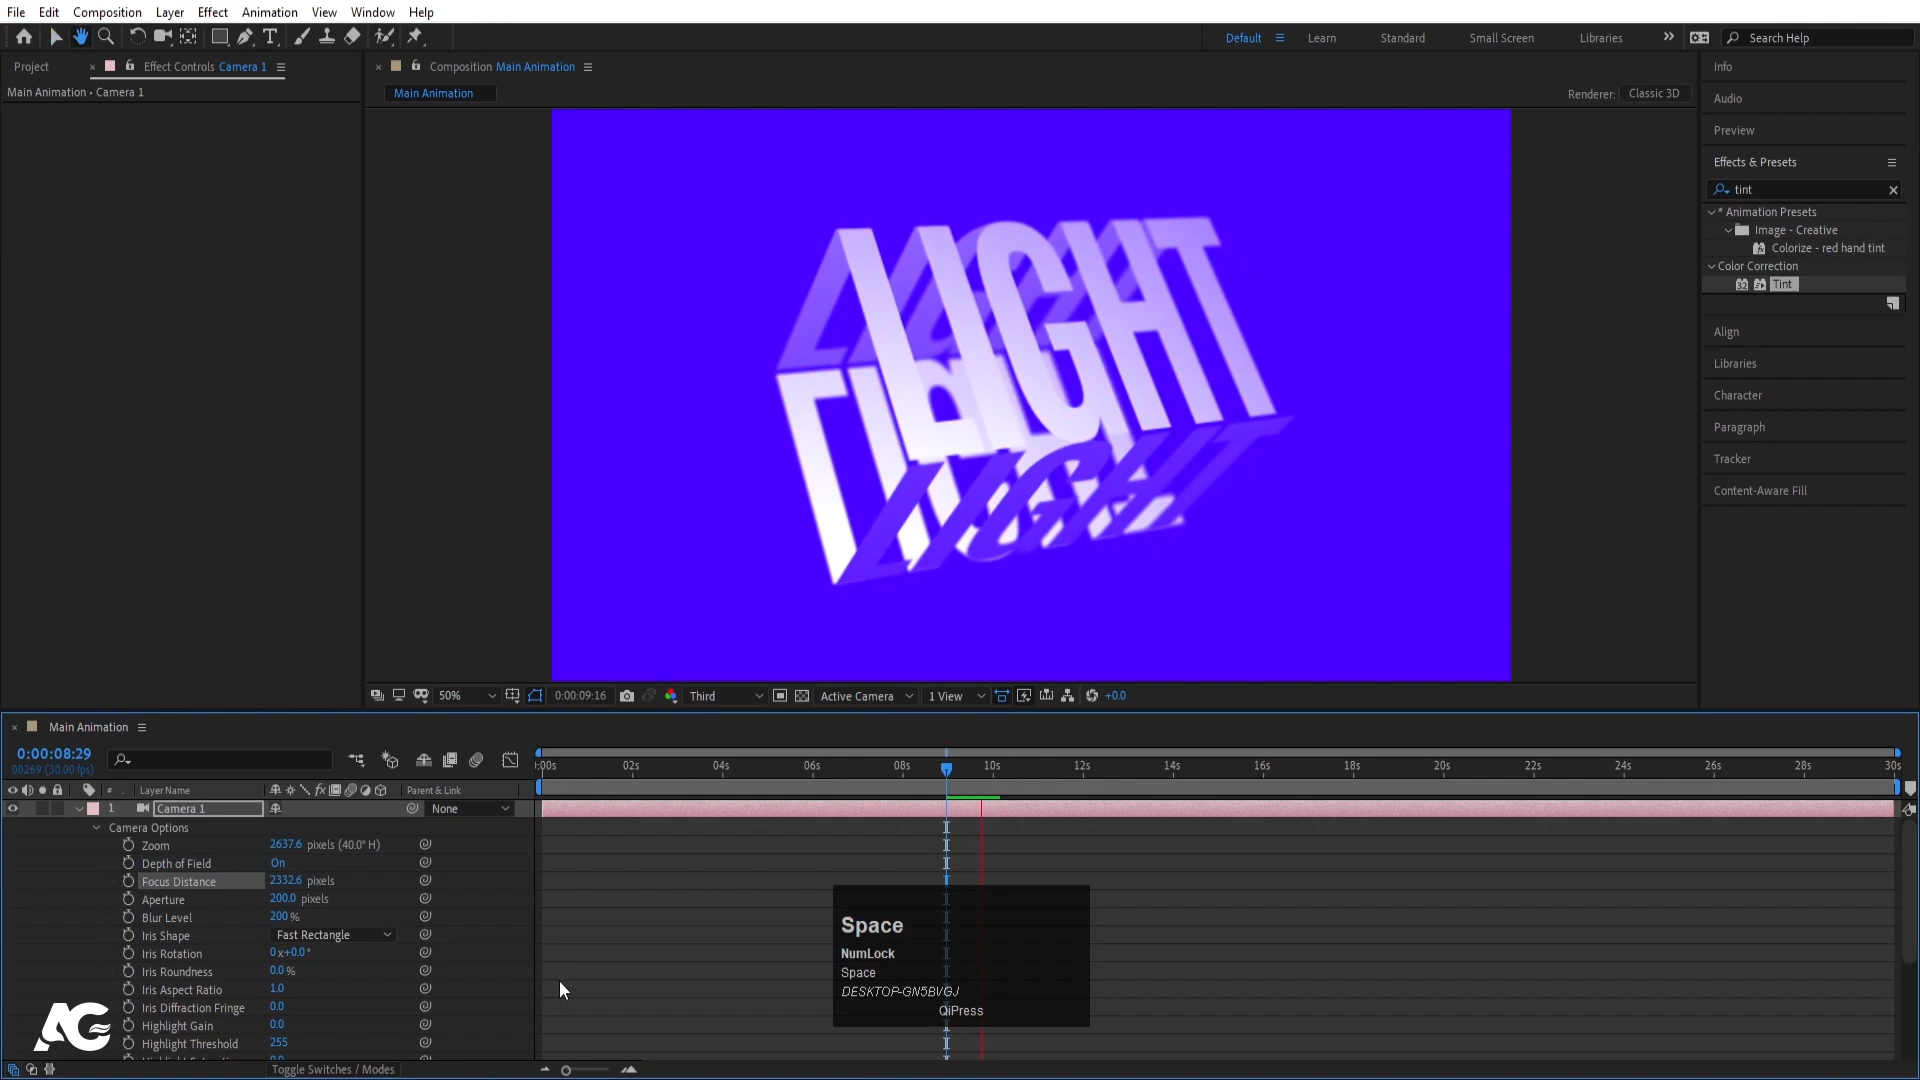 File Edit Composition Layer Effect Animation View Window Help
Default Learn Standard Small Screen Libraries Search Help
Project Effect Controls Camera 1
Main Animation • Camera 1
Composition Main Animation
Main Animation
Renderer: Classic 3D
LIGHT
LIGHT
LIGHT
Info
Audio
Preview
Effects & Presets
tint
* Animation Presets
Image - Creative
Colorize - red hand tint
Color Correction
Tint
Align
Libraries
Character
Paragraph
Tracker
Content-Aware Fill
50% 0:00:09:16 Third Active Camera 1 View +0.0
Main Animation
0:00:08:29
00269 (30.00 fps)
:00s 02s 04s 06s 08s 10s 12s 14s 16s 18s 20s 22s 24s 26s 28s 30s
# Layer Name Parent & Link
1 Camera 1 None
Camera Options
Zoom 2637.6 pixels (40.0° H)
Depth of Field On
Focus Distance 2332.6 pixels
Aperture 200.0 pixels
Blur Level 200 %
Iris Shape Fast Rectangle
Iris Rotation 0x+0.0°
Iris Roundness 0.0 %
Iris Aspect Ratio 1.0
Iris Diffraction Fringe 0.0
Highlight Gain 0.0
Highlight Threshold 255
Toggle Switches / Modes
Space
NumLock
Space
DESKTOP-GN5BVGJ
QiPress
AG